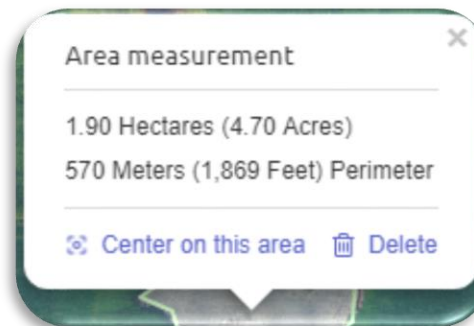 Area measurement
1.90 Hectares (4.70 Acres)
570 Meters (1,869 Feet) Perimeter
Center on this area Delete